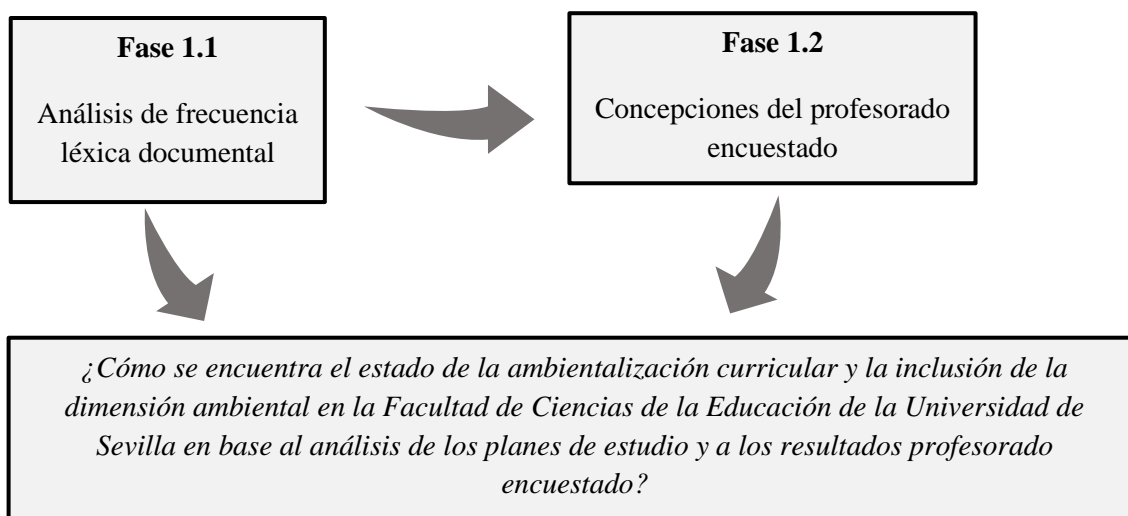 Fase 1.1
Análisis de frecuencia
léxica documental
Fase 1.2
Concepciones del profesorado
encuestado
¿Cómo se encuentra el estado de la ambientalización curricular y la inclusión de la
dimensión ambiental en la Facultad de Ciencias de la Educación de la Universidad de
Sevilla en base al análisis de los planes de estudio y a los resultados profesorado
encuestado?